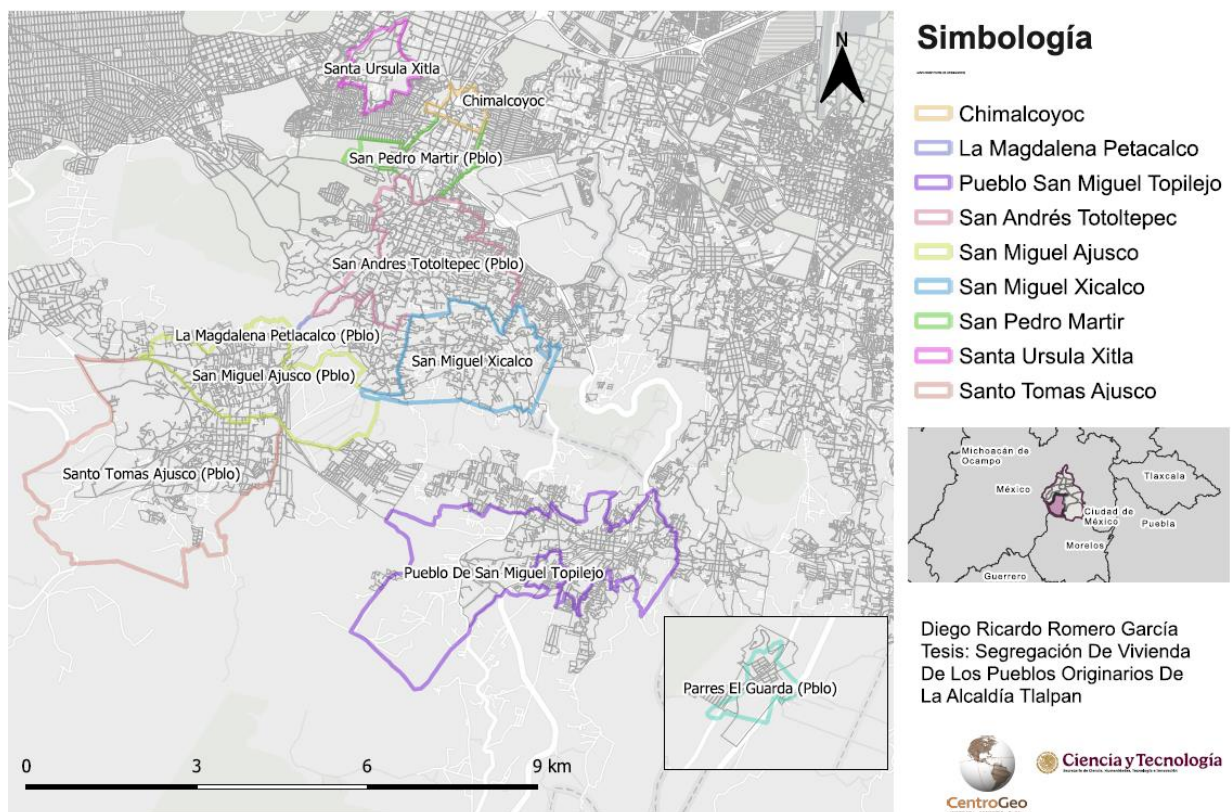 Santa Ursula Xitla
Chimalcoyoc
San Pedro Martir (Pblo)
San Andres Totoltepec (Pblo)
La Magdalena Petlacalco (Pblo)
San Miguel Xicalco
San Miguel Ajusco (Pblo)
Santo Tomas Ajusco (Pblo)
Pueblo De San Miguel Topilejo
Parres El Guarda (Pblo)
0 3 6 9 km
N
Simbología
Chimalcoyoc
La Magdalena Petacalco
Pueblo San Miguel Topilejo
San Andrés Totoltepec
San Miguel Ajusco
San Miguel Xicalco
San Pedro Martir
Santa Ursula Xitla
Santo Tomas Ajusco
Michoacán de
Ocampo
México
Tlaxcala
Ciudad de
México
Puebla
Morelos
Guerrero
Diego Ricardo Romero García
Tesis: Segregación De Vivienda
De Los Pueblos Originarios De
La Alcaldía Tlalpan
CentroGeo
Ciencia y Tecnología